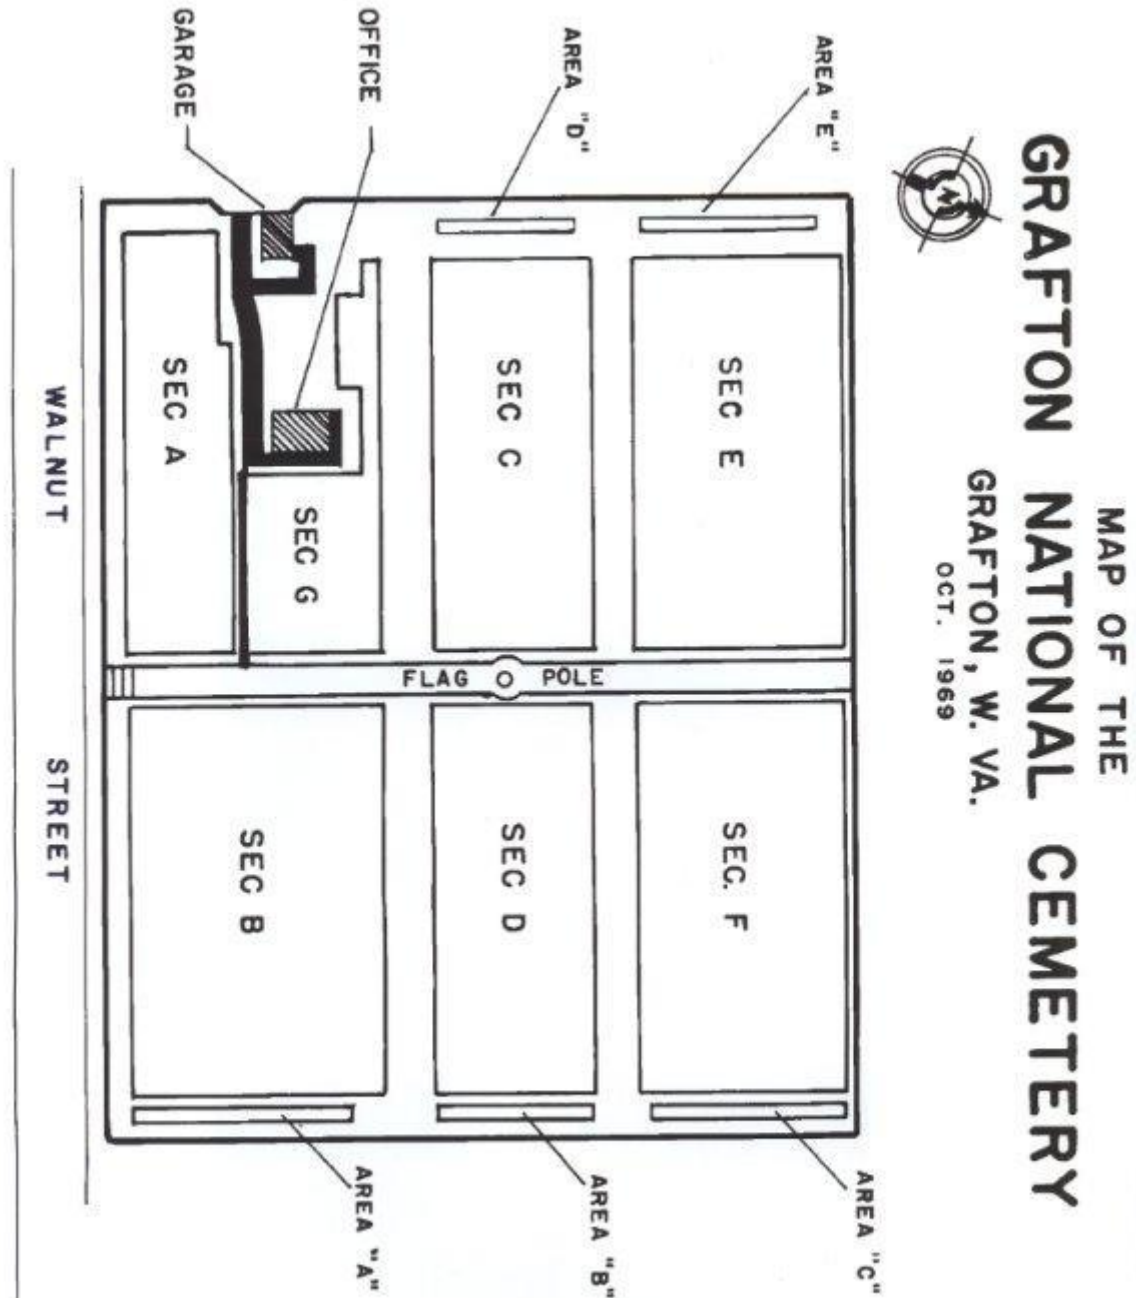 MAP OF THE
GRAFTON NATIONAL CEMETERY
GRAFTON, W. VA.
OCT. 1969
N
AREA "E"
AREA "C"
SEC E
SEC. F
AREA "D"
AREA "B"
SEC C
FLAG POLE
SEC D
OFFICE
AREA "A"
SEC G
SEC B
GARAGE
SEC A
WALNUT STREET